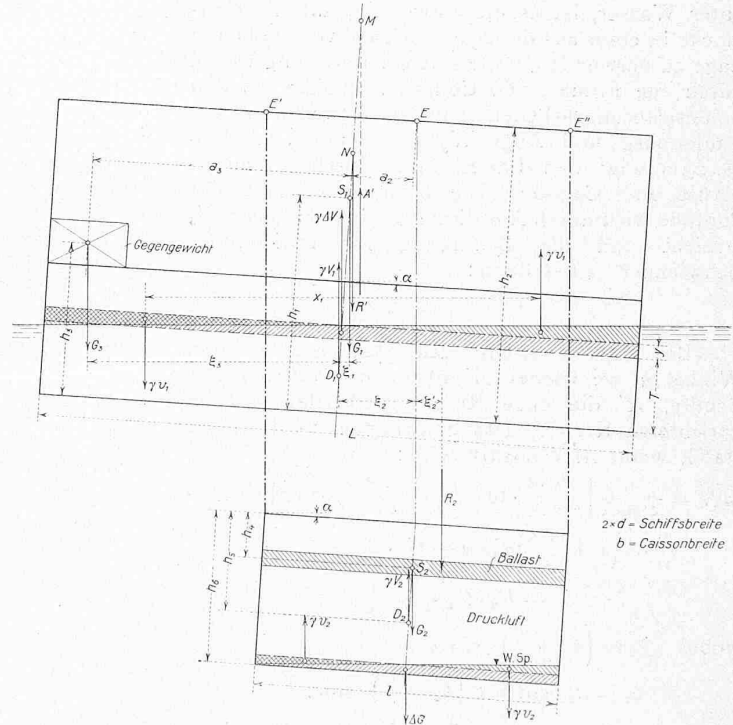 M
E'
E
E"
N
a₃
a₂
S₁
A'
γΔV
Gegengewicht
γV₁
γv₁
α
h₂
x₁
R'
h₁
h₃
G₃
G₁
y
ξ₃
D₁
ξ₁
T
γv₁
ξ₂
ξ₂'
L
R₂
α
2×d = Schiffsbreite
b = Caissonbreite
h₄
h₅
h₆
Ballast
S₂
γV₂
D₂
Druckluft
G₂
γv₂
W. Sp.
l
γv₂
ΔG